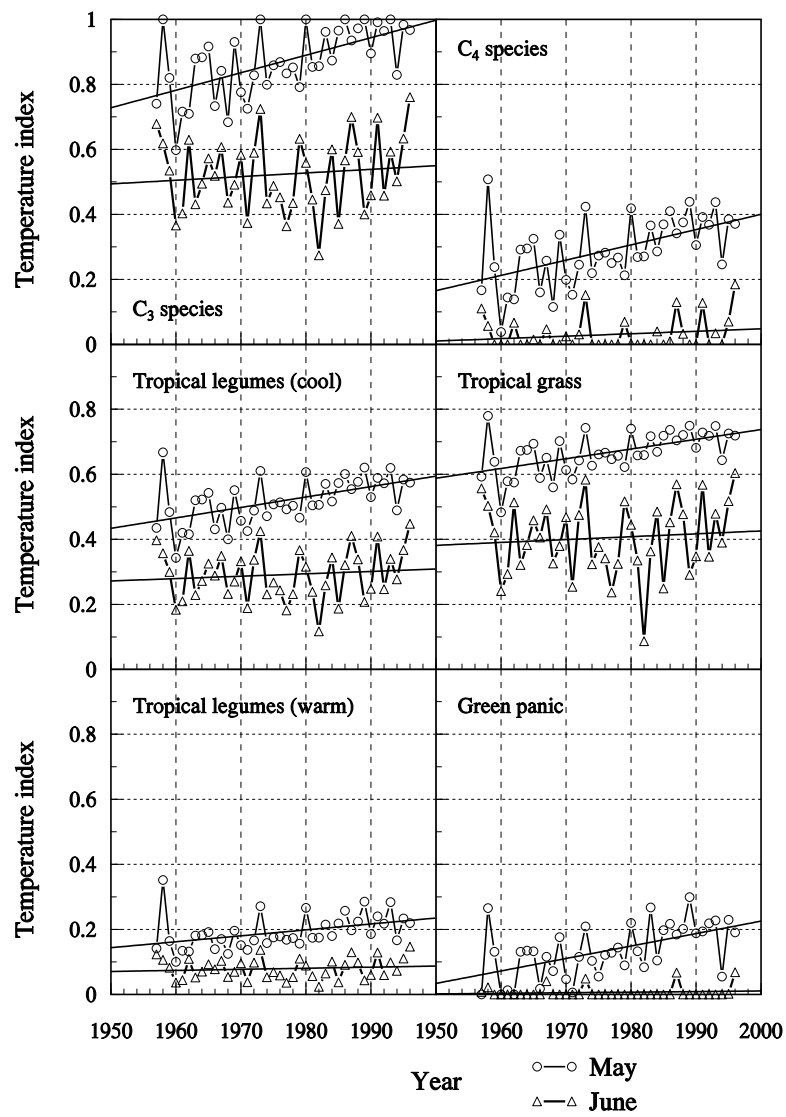 1
C₄ species
0.8
0.6
Temperature index
0.4
0.2
C₃ species
0
Tropical legumes (cool)
Tropical grass
0.8
0.6
Temperature index
0.4
0.2
0
Tropical legumes (warm)
Green panic
0.8
0.6
Temperature index
0.4
0.2
0
1950 1960 1970 1980 1990 1950 1960 1970 1980 1990 2000
Year
May
June